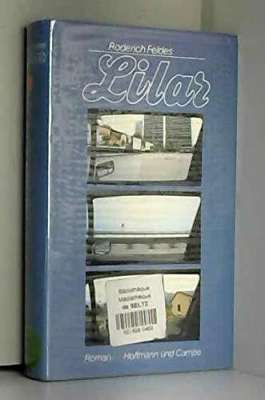 Roderich Feldes
Lilar
Bibliothèque
Médiathèque
de SELTZ
Roman
Hoffmann und Campe